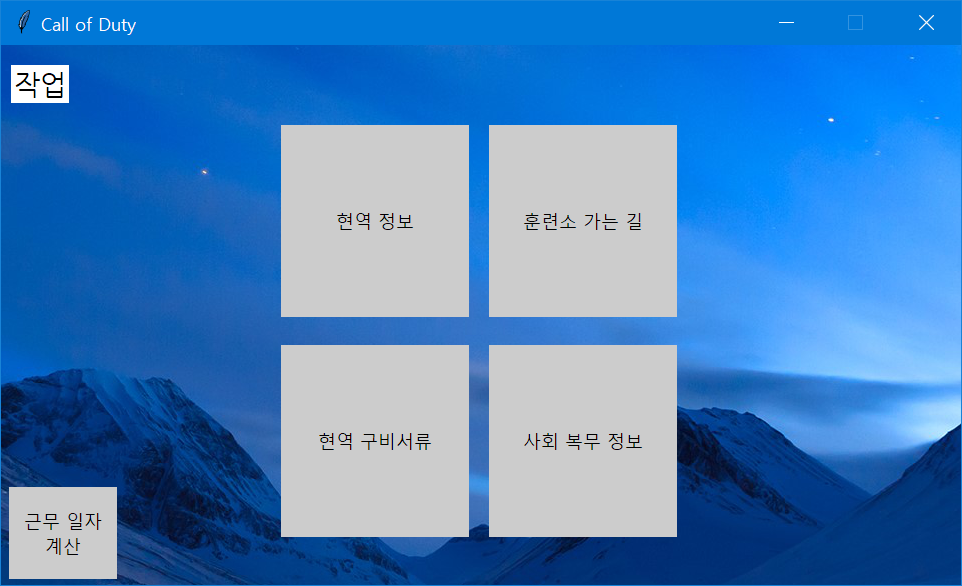 Call of Duty
작업
현역 정보
훈련소 가는 길
현역 구비서류
사회 복무 정보
근무 일자
계산